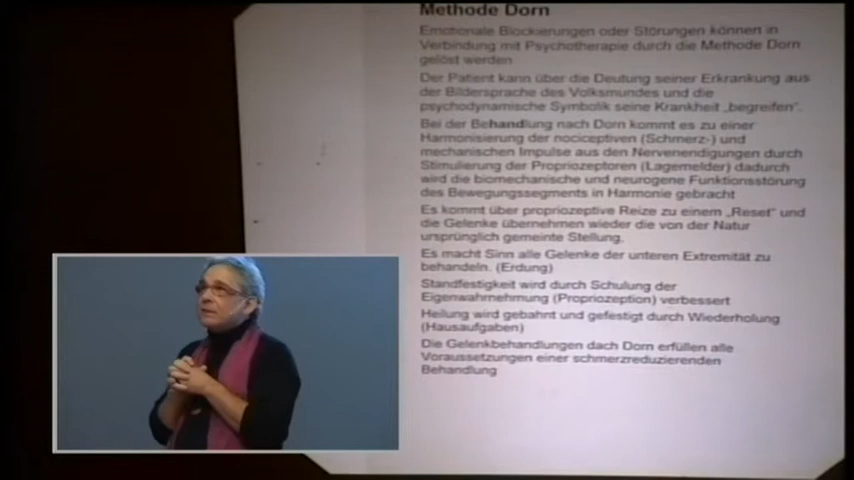 Methode Dorn
Emotionale Blockierungen oder Störungen können in
Verbindung mit Psychotherapie durch die Methode Dorn
gelöst werden
Der Patient kann über die Deutung seiner Erkrankung aus
der Bildersprache des Volksmundes und die
psychodynamische Symbolik seine Krankheit „begreifen“.
Bei der Behandlung nach Dorn kommt es zu einer
Harmonisierung der nociceptiven (Schmerz-) und
mechanischen Impulse aus den Nervenendigungen durch
Stimulierung der Propriozeptoren (Lagemelder) dadurch
wird die biomechanische und neurogene Funktionsstörung
des Bewegungssegments in Harmonie gebracht
Es kommt über propriozeptive Reize zu einem „Reset“ und
die Gelenke übernehmen wieder die von der Natur
ursprünglich gemeinte Stellung.
Es macht Sinn alle Gelenke der unteren Extremität zu
behandeln. (Erdung)
Standfestigkeit wird durch Schulung der
Eigenwahrnehmung (Propriozeption) verbessert
Heilung wird gebahnt und gefestigt durch Wiederholung
(Hausaufgaben)
Die Gelenkbehandlungen dach Dorn erfüllen alle
Voraussetzungen einer schmerzreduzierenden
Behandlung